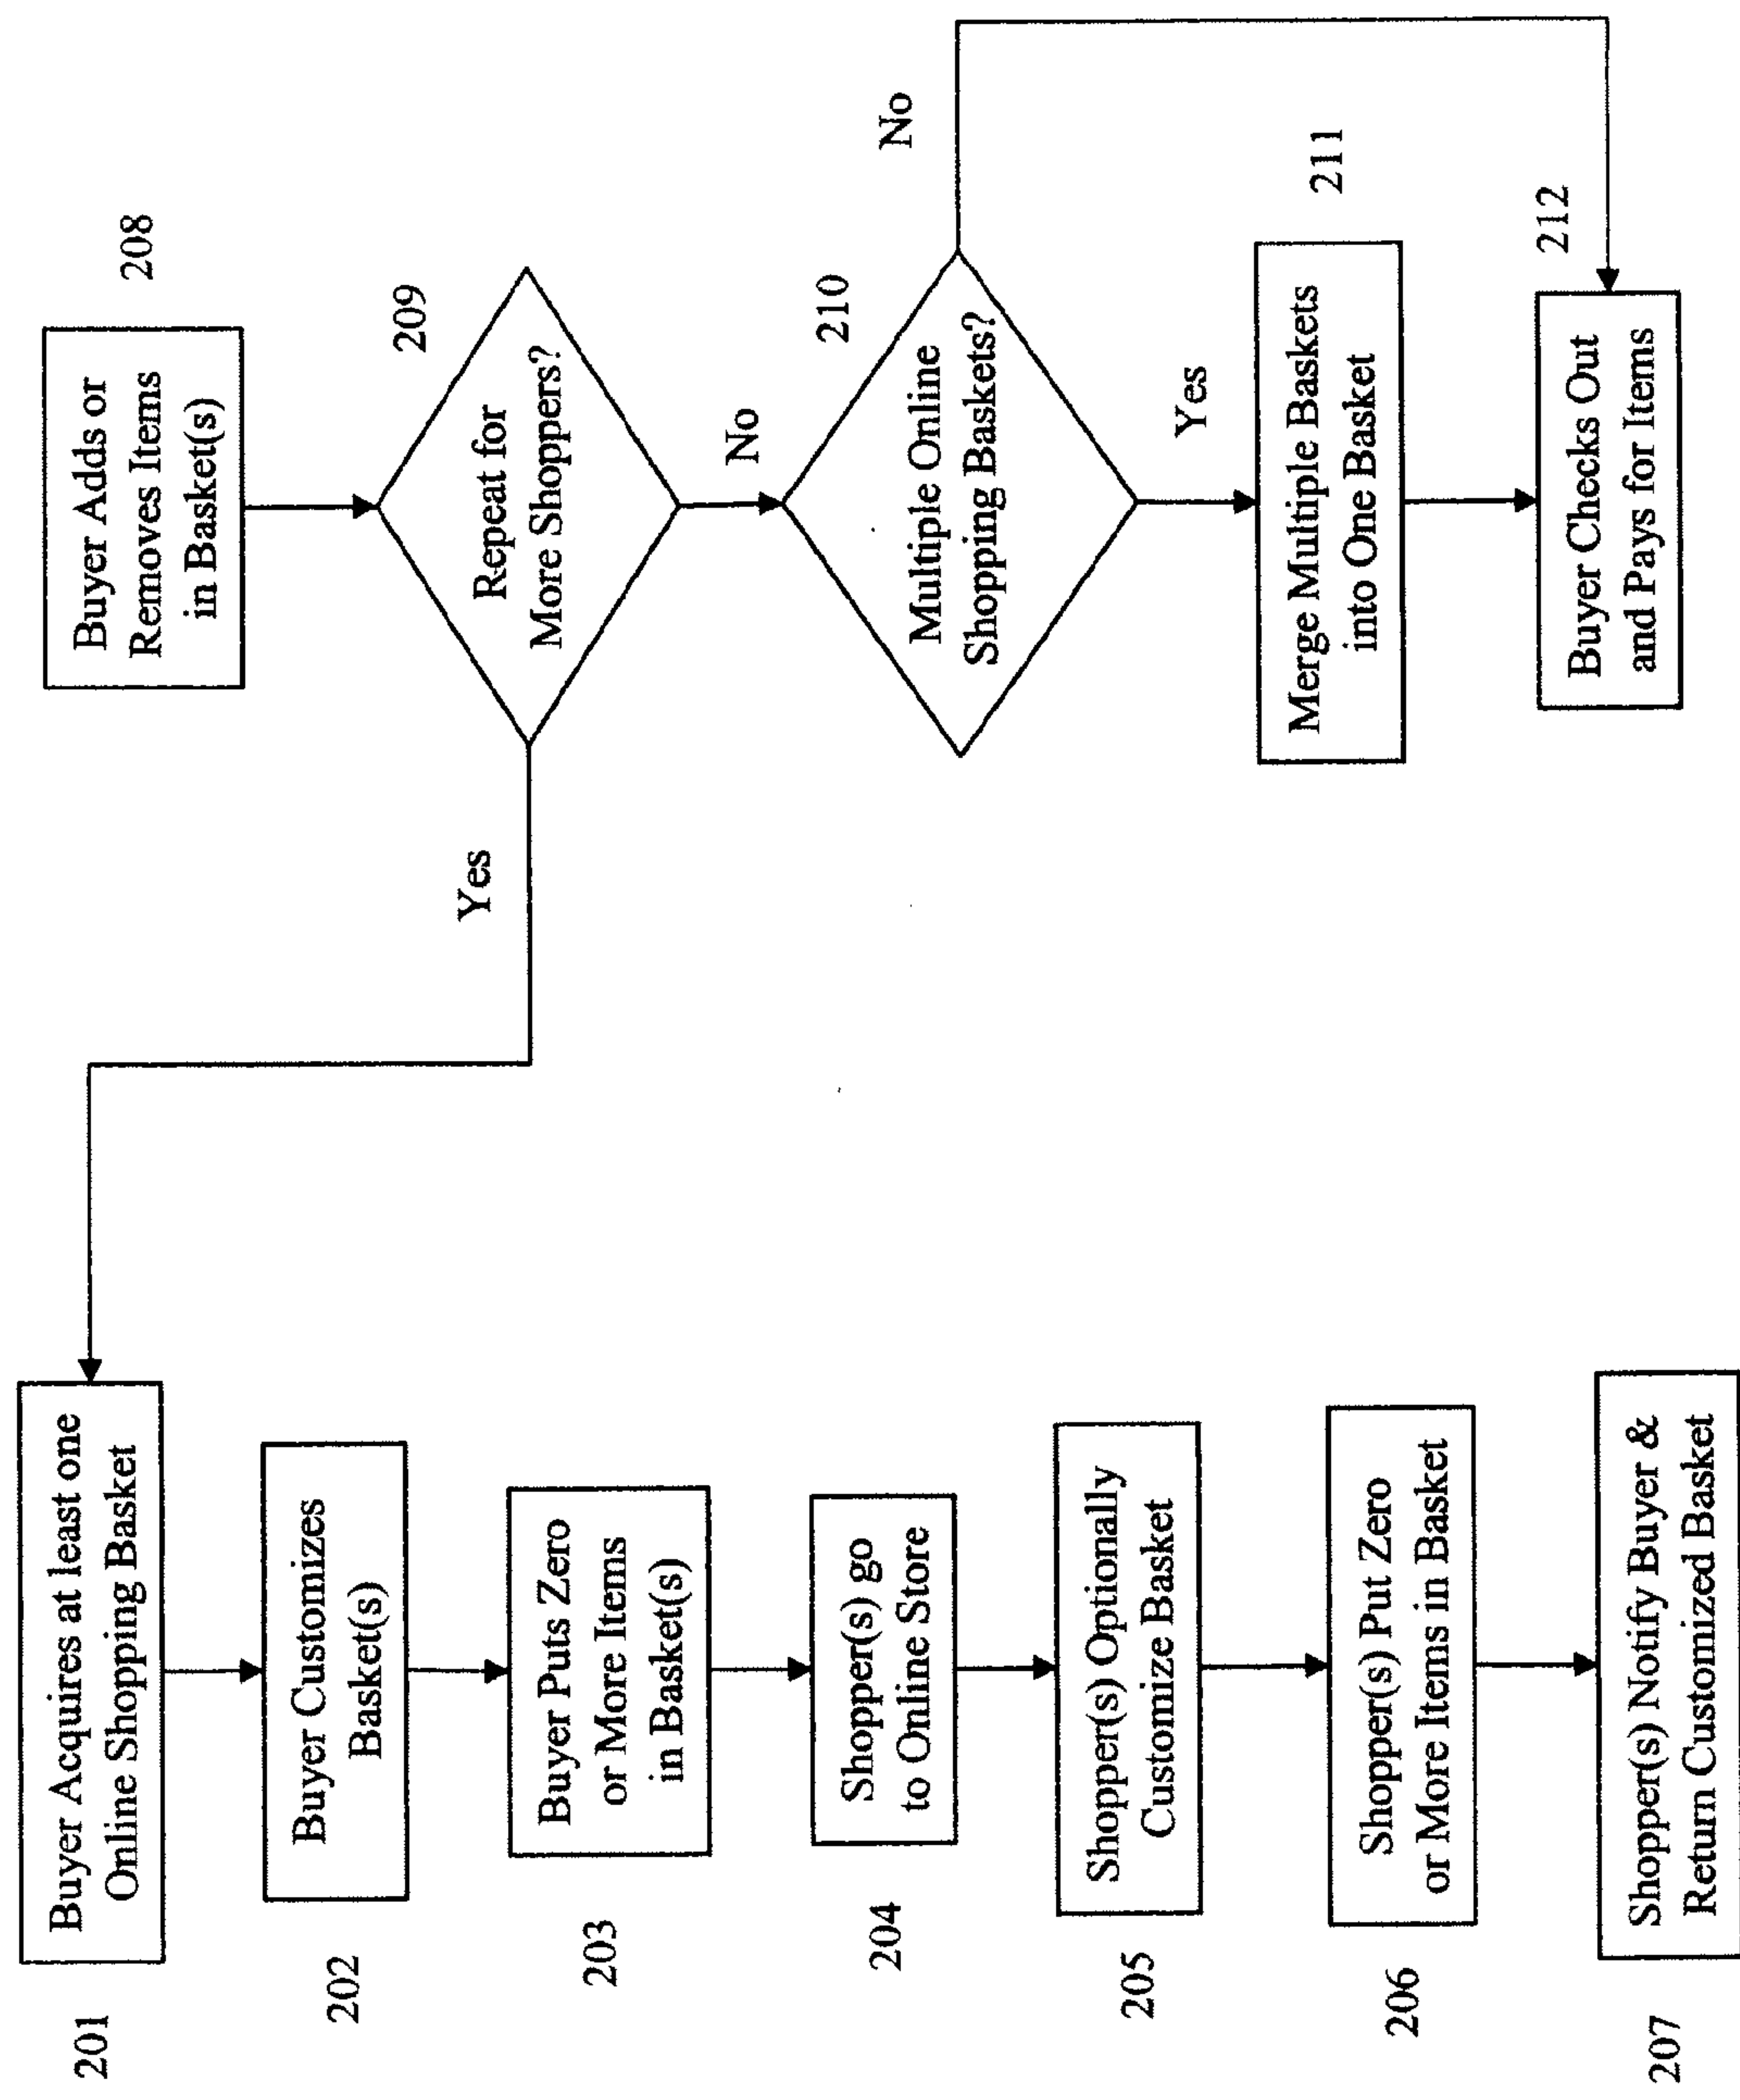 201
Buyer Acquires at least one
Online Shopping Basket
202
Buyer Customizes
Basket(s)
203
Buyer Puts Zero
or More Items
in Basket(s)
204
Shopper(s) go
to Online Store
205
Shopper(s) Optionally
Customize Basket
206
Shopper(s) Put Zero
or More Items in Basket
207
Shopper(s) Notify Buyer &
Return Customized Basket
208
Buyer Adds or
Removes Items
in Basket(s)
209
Repeat for
More Shoppers?
Yes
No
210
Multiple Online
Shopping Baskets?
No
Yes
211
Merge Multiple Baskets
into One Basket
212
Buyer Checks Out
and Pays for Items